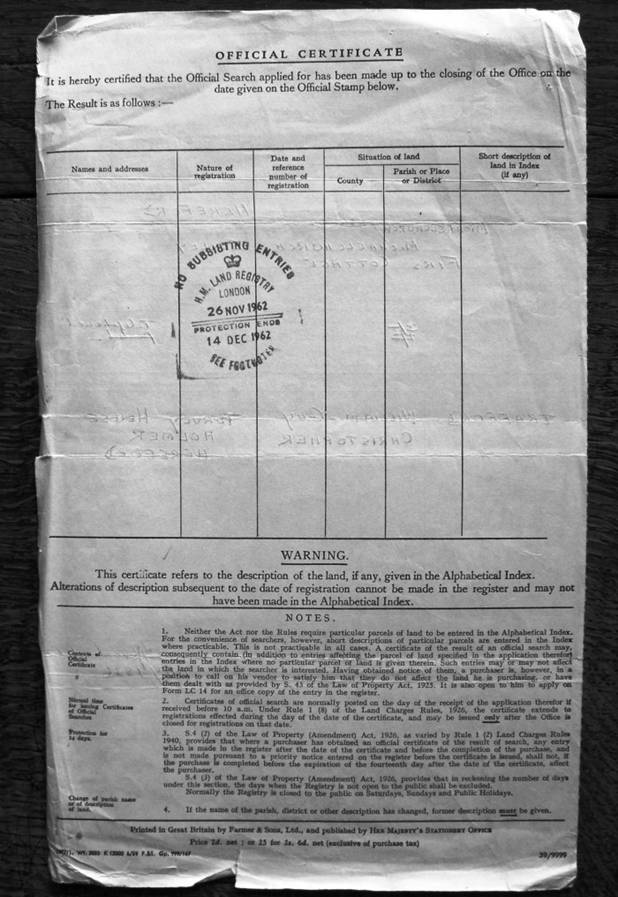 OFFICIAL CERTIFICATE
It is hereby certified that the Official Search applied for has been made up to the closing of the Office on the
date given on the Official Stamp below.
The Result is as follows :—
Names and addresses
Nature of
registration
Date and
reference
number of
registration
Situation of land
County
Parish or Place
or District
Short description of
land in Index
(if any)
NO SUBSISTING ENTRIES
H.M. LAND REGISTRY
LONDON
26 NOV 1962
PROTECTION ENDS
14 DEC 1962
SEE FOOTNOTES
WARNING.
This certificate refers to the description of the land, if any, given in the Alphabetical Index.
Alterations of description subsequent to the date of registration cannot be made in the register and may not
have been made in the Alphabetical Index.
NOTES.
Contents of
Official
Certificate
1. Neither the Act nor the Rules require particular parcels of land to be entered in the Alphabetical Index.
For the convenience of searchers, however, short descriptions of particular parcels are entered in the Index
where practicable. This is not practicable in all cases. A certificate of the result of an official search may,
consequently contain (in addition to entries affecting the parcel of land specified in the application therefor)
entries in the Index where no particular parcel of land is given therein. Such entries may or may not affect
the land in which the searcher is interested. Having obtained notice of them, a purchaser is, however, in a
position to call on his vendor to satisfy him that they do not affect the land he is purchasing, or have
them dealt with as provided by S. 43 of the Law of Property Act, 1925. It is also open to him to apply on
Form LC 14 for an office copy of the entry in the register.
Normal time
for issuing Certificates
of Official
Searches
2. Certificates of official search are normally posted on the day of the receipt of the application therefor if
received before 10 a.m. Under Rule 1 (8) of the Land Charges Rules, 1926, the certificate extends to
registrations effected during the day of the date of the certificate, and may be issued only after the Office is
closed for registrations on that date.
Protection for
14 days.
3. S.4 (2) of the Law of Property (Amendment) Act, 1926, as varied by Rule 1 (2) Land Charges Rules
1940, provides that where a purchaser has obtained an official certificate of the result of search, any entry
which is made in the register after the date of the certificate and before the completion of the purchase, and
is not made pursuant to a priority notice entered on the register before the certificate is issued, shall not, if
the purchase is completed before the expiration of the fourteenth day after the date of the certificate, affect
the purchaser.
S.4 (3) of the Law of Property (Amendment) Act, 1926, provides that in reckoning the number of days
under this section, the days when the Registry is not open to the public shall be excluded.
Normally the Registry is closed to the public on Saturdays, Sundays and Public Holidays.
Change of parish name
or of description
of land.
4. If the name of the parish, district or other description has changed, former description must be given.
Printed in Great Britain by Farmer & Sons, Ltd., and published by HER MAJESTY'S STATIONERY OFFICE
Price 2d. net ; or 25 for 3s. 6d. net (exclusive of purchase tax)
39/9999